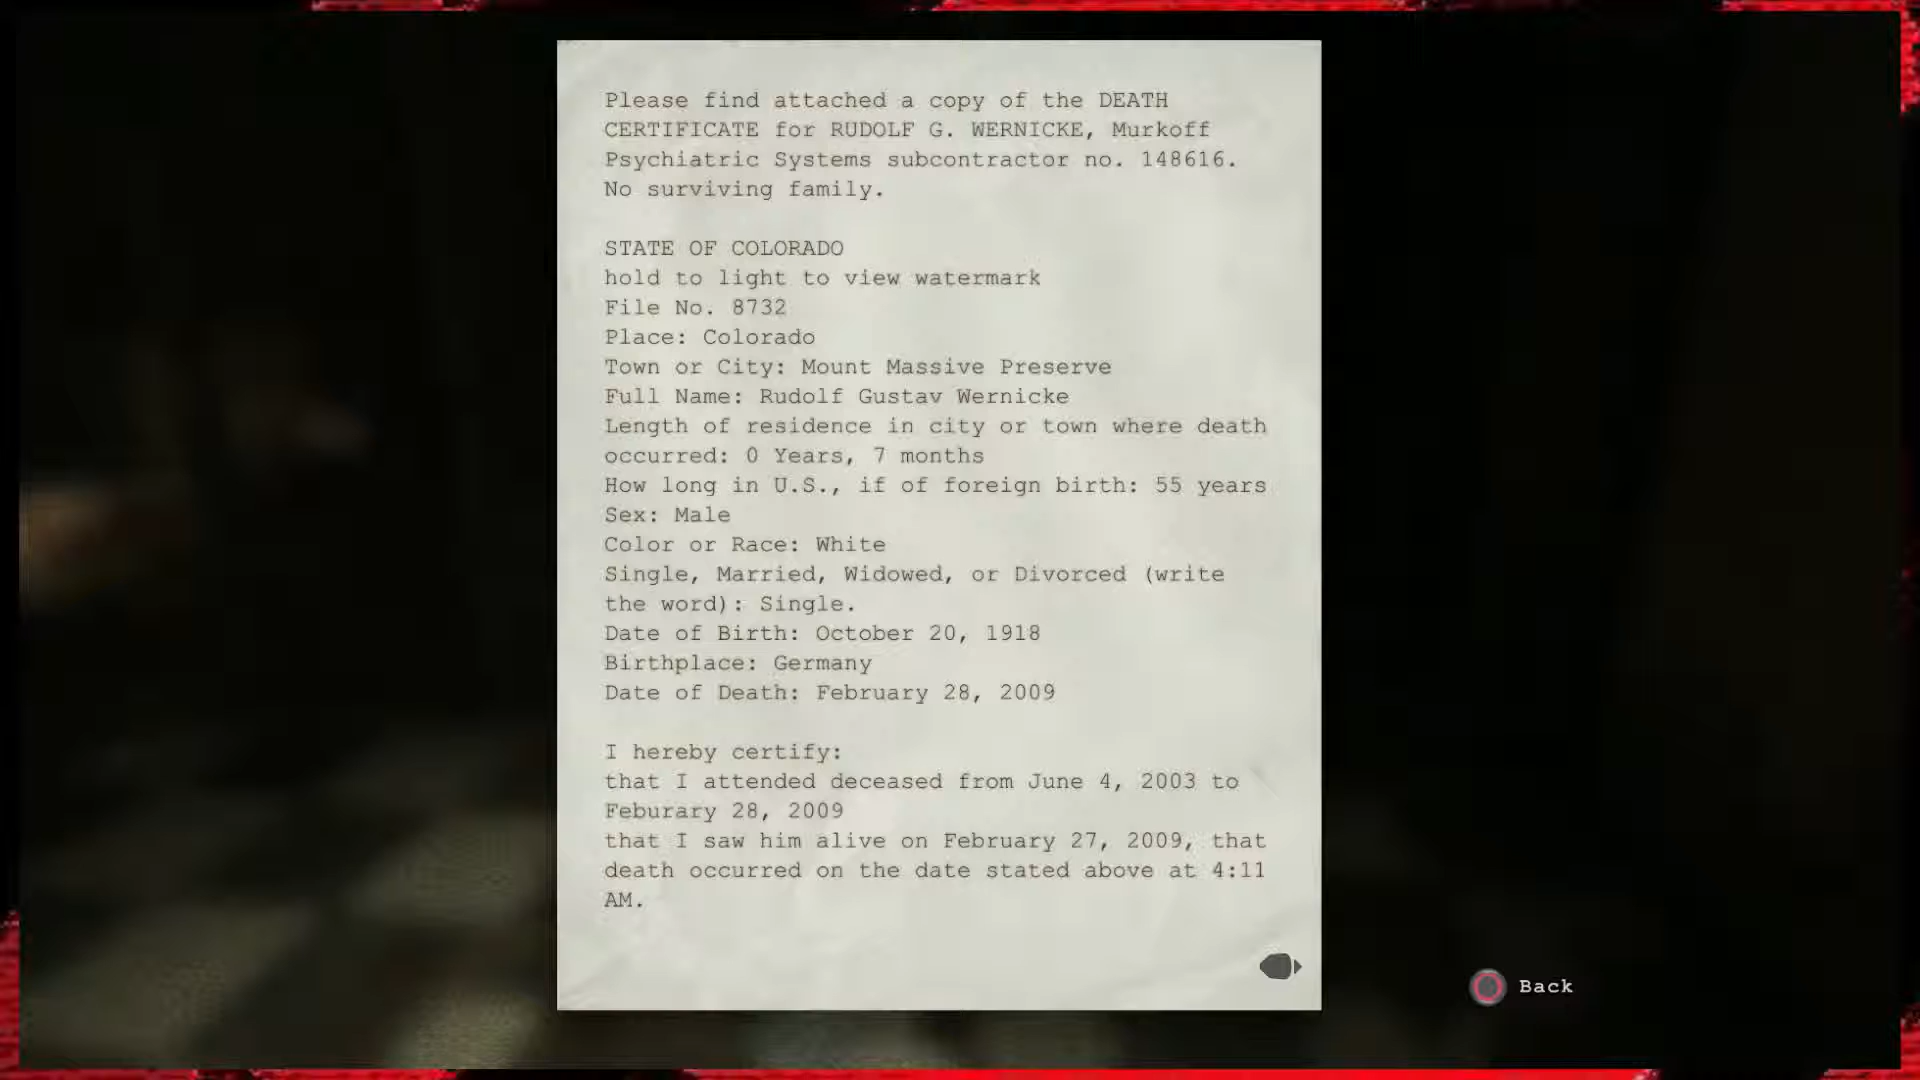 Please find attached a copy of the DEATH
CERTIFICATE for RUDOLF G. WERNICKE, Murkoff
Psychiatric Systems subcontractor no. 148616.
No surviving family.
STATE OF COLORADO
hold to light to view watermark
File No. 8732
Place: Colorado
Town or City: Mount Massive Preserve
Full Name: Rudolf Gustav Wernicke
Length of residence in city or town where death
occurred: 0 Years, 7 months
How long in U.S., if of foreign birth: 55 years
Sex: Male
Color or Race: White
Single, Married, Widowed, or Divorced (write
the word): Single.
Date of Birth: October 20, 1918
Birthplace: Germany
Date of Death: February 28, 2009
I hereby certify:
that I attended deceased from June 4, 2003 to
Feburary 28, 2009
that I saw him alive on February 27, 2009, that
death occurred on the date stated above at 4:11
AM.
Back